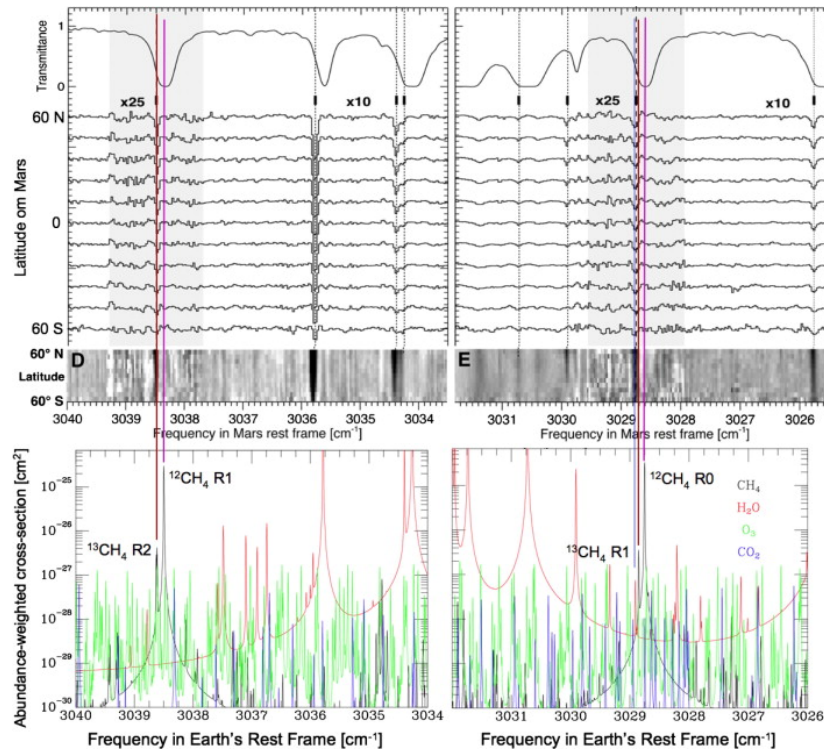 Transmittance
1
0
x25
x10
x25
x10
Latitude om Mars
60 N
0
60 S
D
E
60° N
Latitude
60° S
3040 3039 3038 3037 3036 3035 3034
3031 3030 3029 3028 3027 3026
Frequency in Mars rest frame [cm⁻¹]
Frequency in Mars rest frame [cm⁻¹]
Abundance-weighted cross-section [cm²]
10⁻²⁵
10⁻²⁶
10⁻²⁷
10⁻²⁸
10⁻²⁹
10⁻³⁰
¹²CH₄ R1
¹³CH₄ R2
¹²CH₄ R0
¹³CH₄ R1
CH₄
H₂O
O₃
CO₂
3040 3039 3038 3037 3036 3035 3034
3031 3030 3029 3028 3027 3026
Frequency in Earth's Rest Frame [cm⁻¹]
Frequency in Earth's Rest Frame [cm⁻¹]